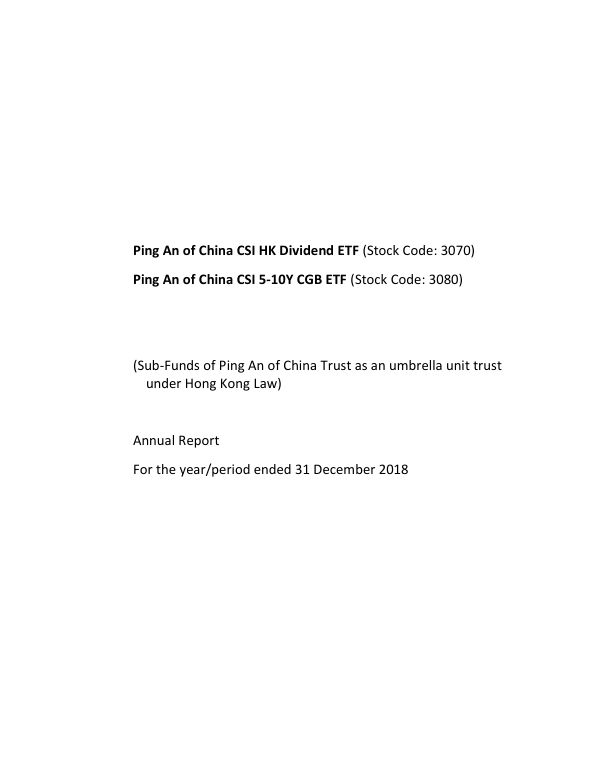 Ping An of China CSI HK Dividend ETF (Stock Code: 3070)
Ping An of China CSI 5-10Y CGB ETF (Stock Code: 3080)
(Sub-Funds of Ping An of China Trust as an umbrella unit trust
under Hong Kong Law)
Annual Report
For the year/period ended 31 December 2018